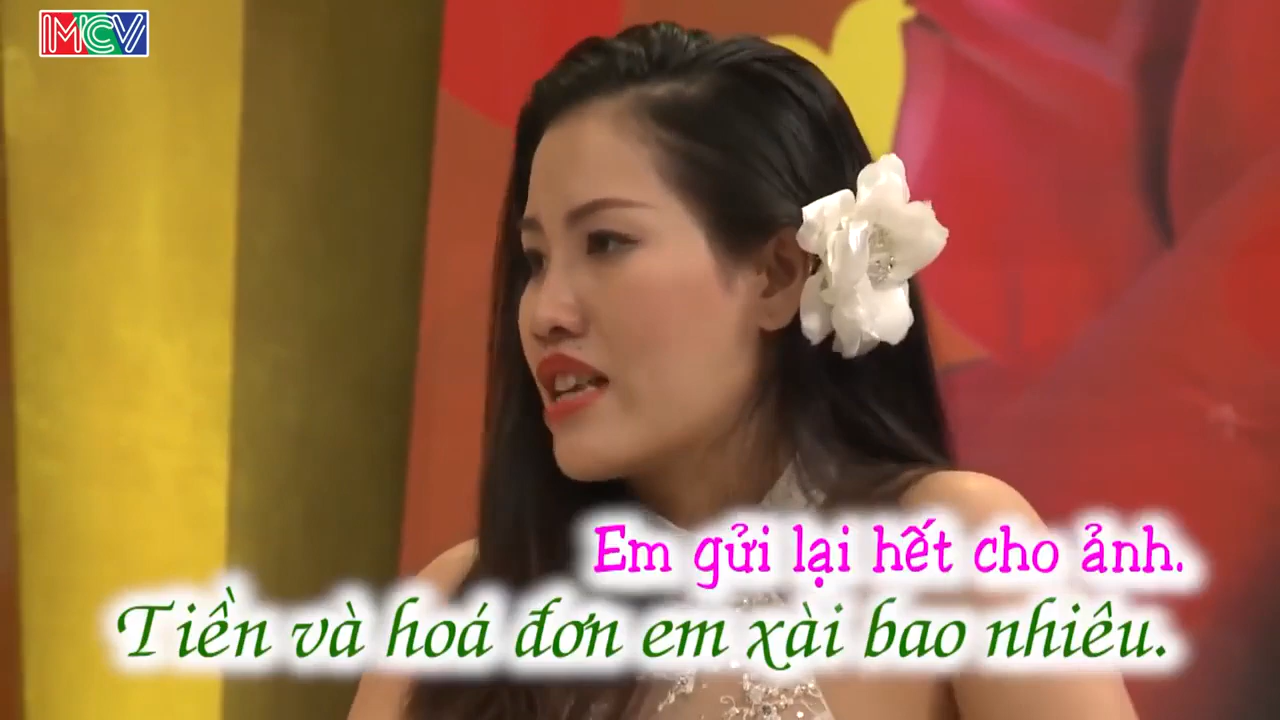 MCV
Em gửi lại hết cho ảnh.
Tiền và hoá đơn em xài bao nhiêu.